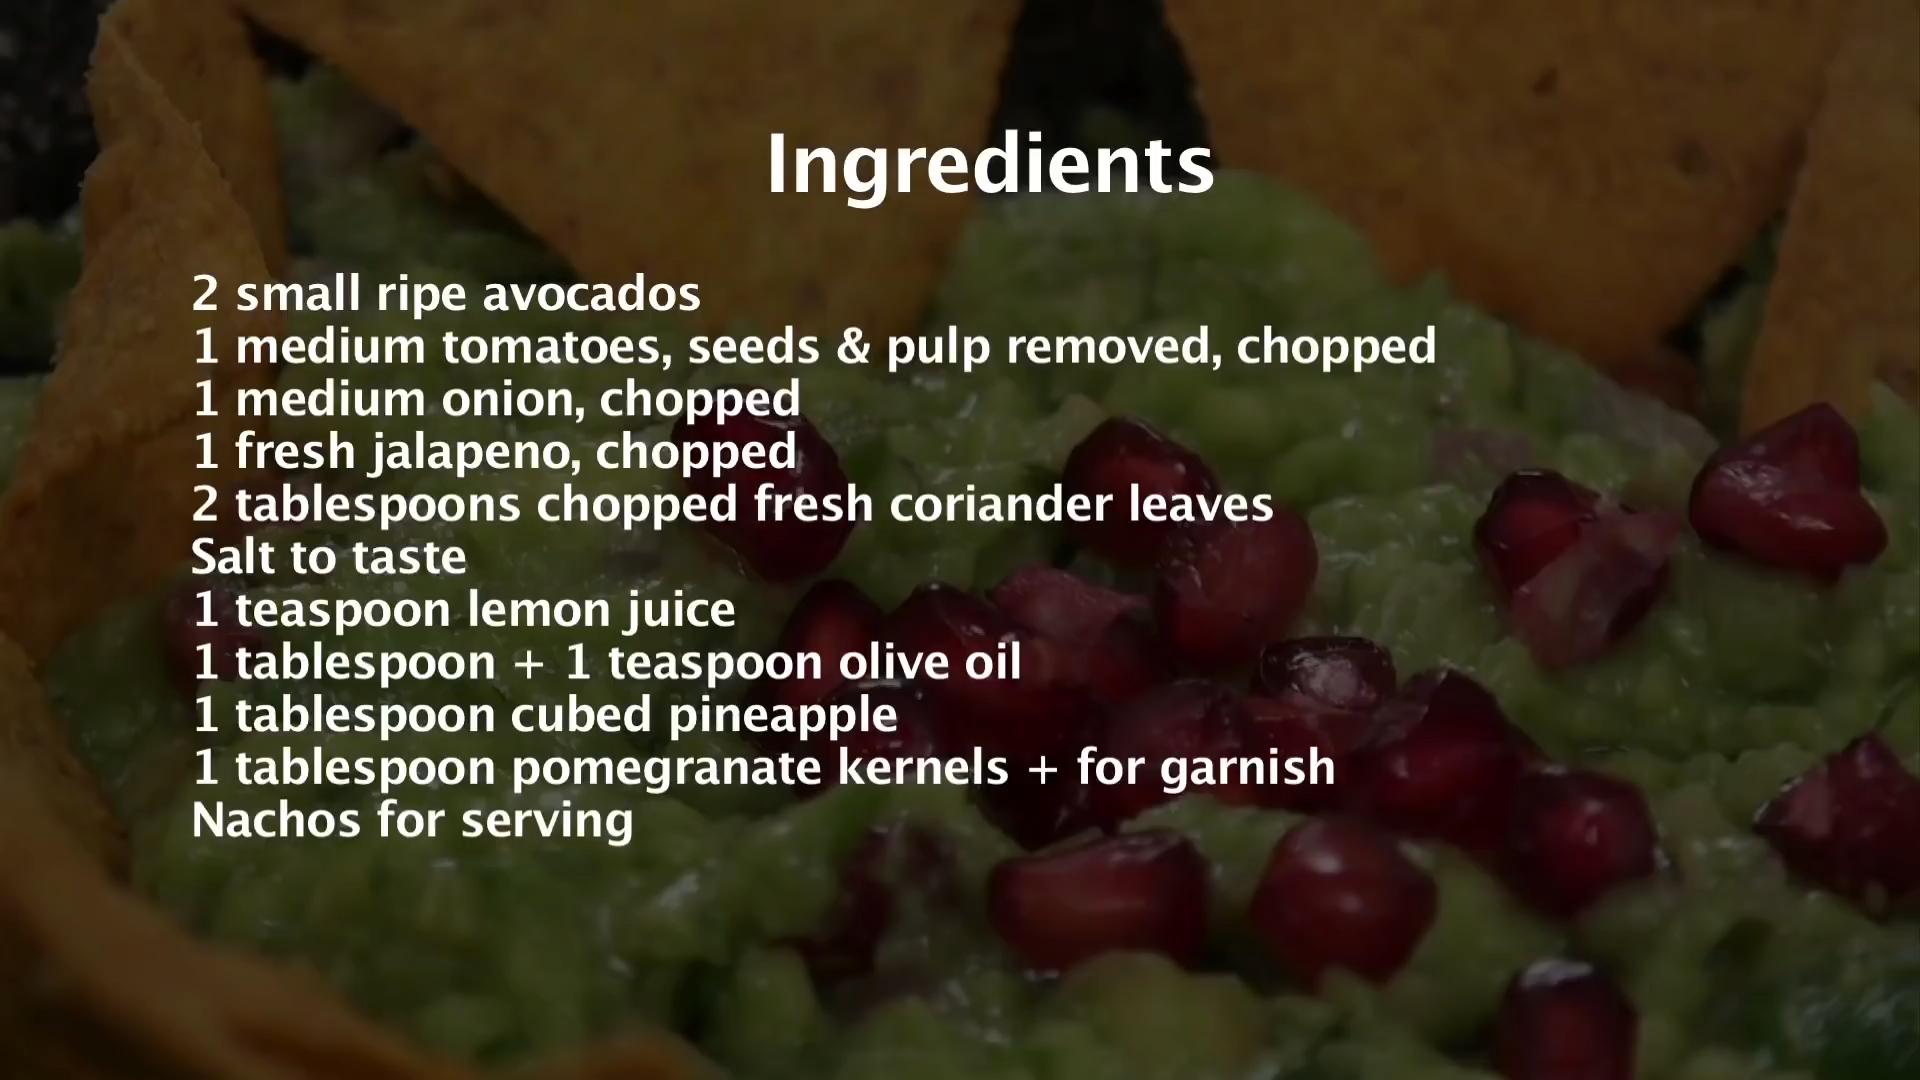 Ingredients
2 small ripe avocados
1 medium tomatoes, seeds & pulp removed, chopped
1 medium onion, chopped
1 fresh jalapeno, chopped
2 tablespoons chopped fresh coriander leaves
Salt to taste
1 teaspoon lemon juice
1 tablespoon + 1 teaspoon olive oil
1 tablespoon cubed pineapple
1 tablespoon pomegranate kernels + for garnish
Nachos for serving